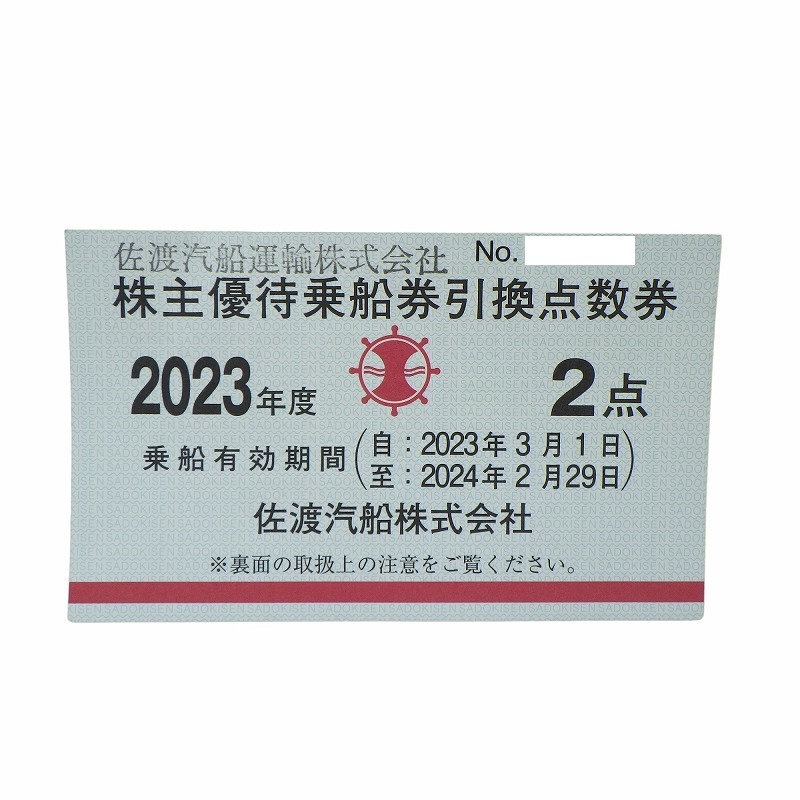 佐渡汽船運輸株式会社 No.
株主優待乗船券引換点数券
2023年度 2点
乗船有効期間(自:2023年3月1日
至:2024年2月29日)
佐渡汽船株式会社
※裏面の取扱上の注意をご覧ください。